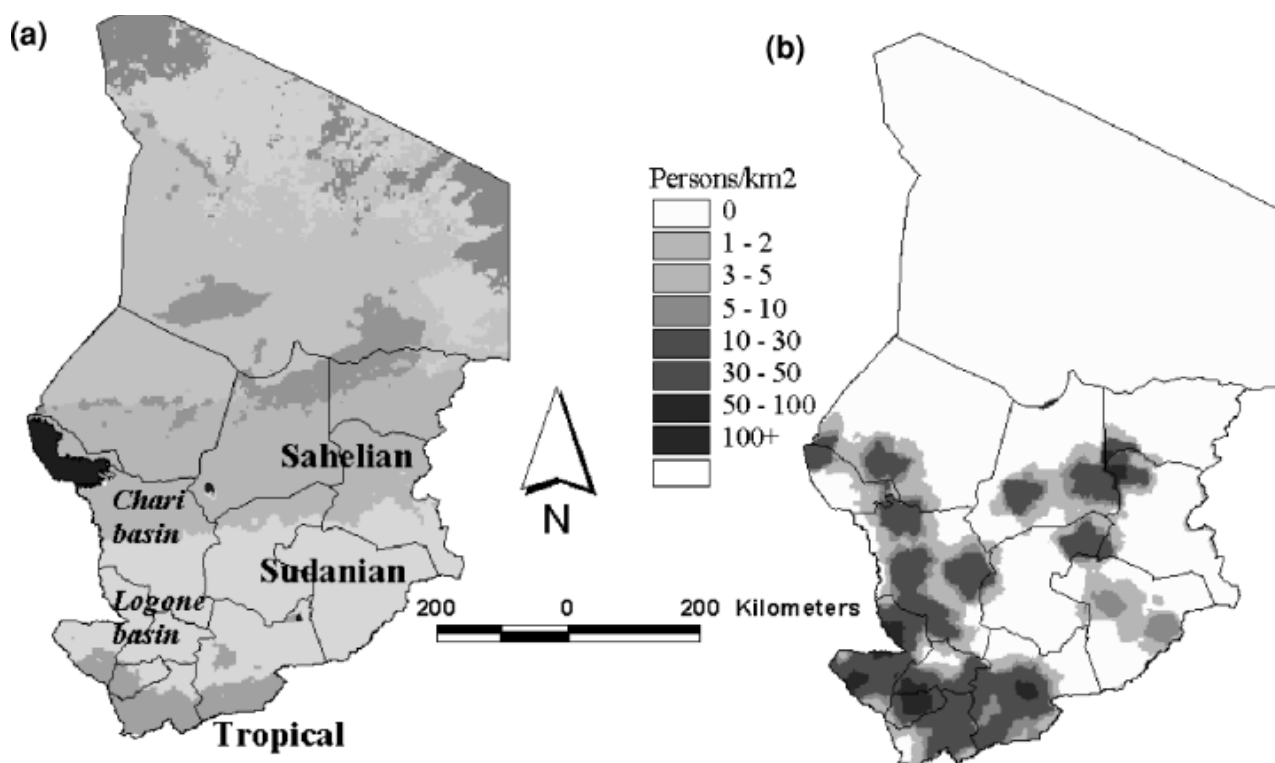 (a)
(b)
Persons/km2
0
1 - 2
3 - 5
5 - 10
10 - 30
30 - 50
50 - 100
100+
Sahelian
Chari
basin
N
Sudanian
Logone
basin
200 0 200 Kilometers
Tropical